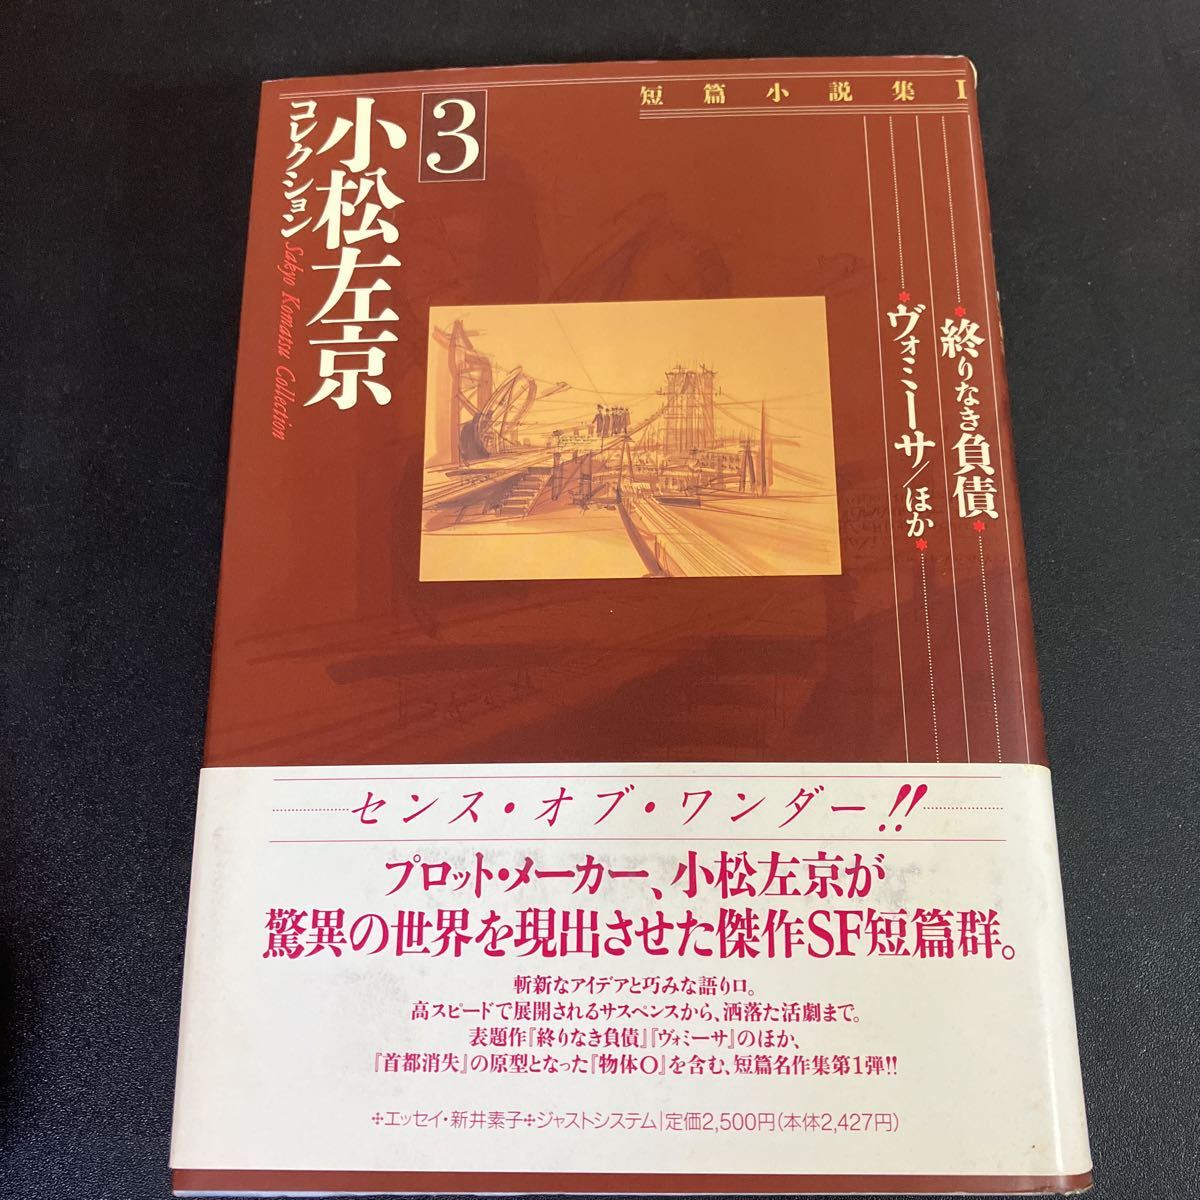 短篇小説集 I
3
小松左京
コレクション
Sakyo Komatsu Collection
終りなき負債
ヴォミーサ/ほか
センス・オブ・ワンダー!!
プロット・メーカー、小松左京が
驚異の世界を現出させた傑作SF短篇群。
斬新なアイデアと巧みな語り口。
高スピードで展開されるサスペンスから、洒落た活劇まで。
表題作『終りなき負債』『ヴォミーサ』のほか、
『首都消失』の原型となった『物体O』を含む、短篇名作集第1弾!!
✣エッセイ・新井素子✣ジャストシステム|定価2,500円(本体2,427円)